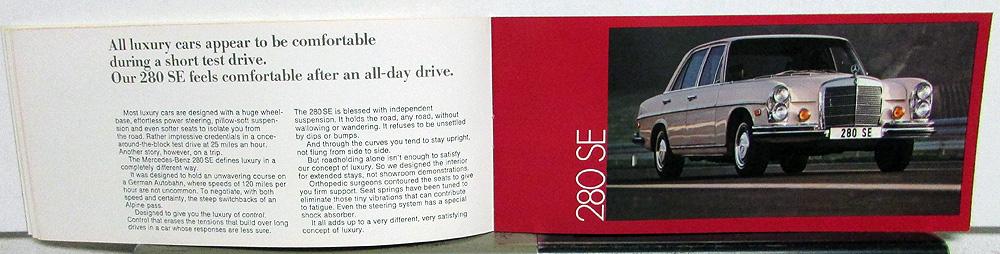 All luxury cars appear to be comfortable
during a short test drive.
Our 280 SE feels comfortable after an all-day drive.
Most luxury cars are designed with a huge wheel-
base, effortless power steering, pillow-soft suspen-
sion and even softer seats to isolate you from
the road. Rather impressive credentials in a once-
around-the-block test drive at 25 miles an hour.
Another story, however, on a trip.
The Mercedes-Benz 280 SE defines luxury in a
completely different way.
It was designed to hold an unwavering course on
a German Autobahn, where speeds of 120 miles per
hour are not uncommon. To negotiate, with both
speed and certainty, the steep switchbacks of an
Alpine pass.
Designed to give you the luxury of control.
Control that erases the tensions that build over long
drives in a car whose responses are less sure.
The 280 SE is blessed with independent
suspension. It holds the road, any road, without
wallowing or wandering. It refuses to be unsettled
by dips or bumps.
And through the curves you tend to stay upright,
not flung from side to side.
But roadholding alone isn't enough to satisfy
our concept of luxury. So we designed the interior
for extended stays, not showroom demonstrations.
Orthopedic surgeons contoured the seats to give
you firm support. Seat springs have been tuned to
eliminate those tiny vibrations that can contribute
to fatigue. Even the steering system has a special
shock absorber.
It all adds up to a very different, very satisfying
concept of luxury.
280 SE
280 SE